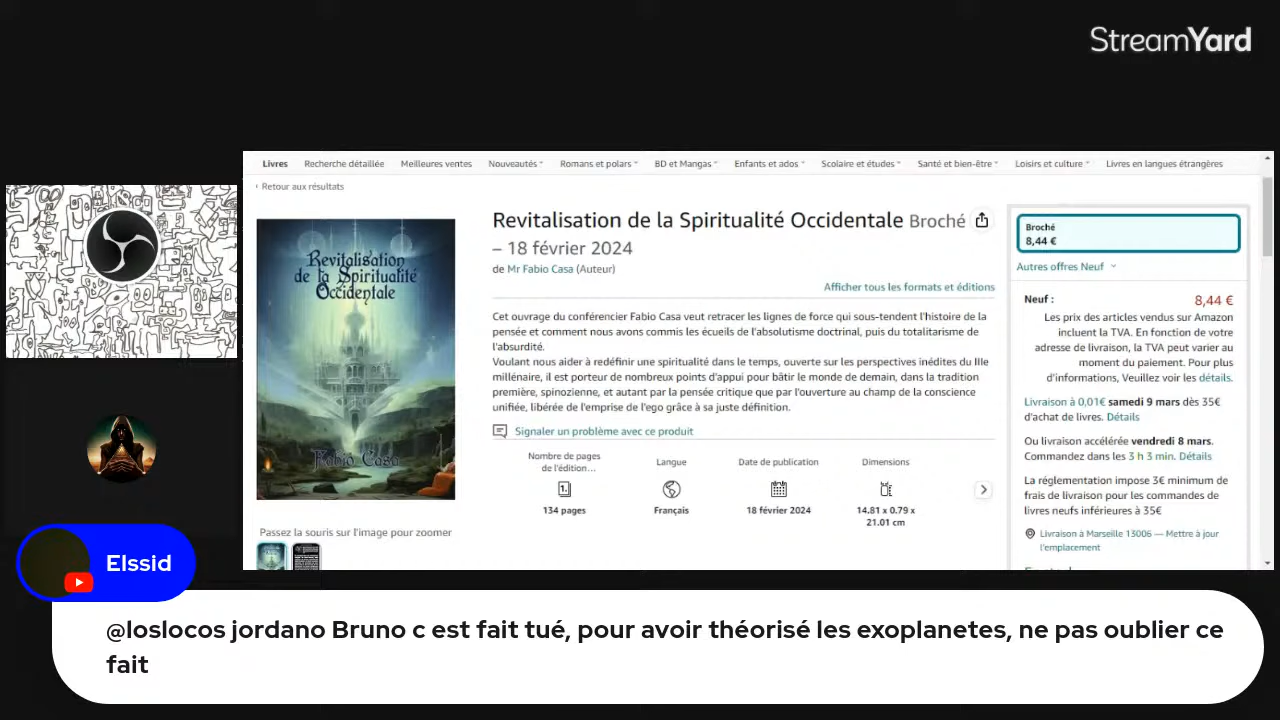 StreamYard
Livres Recherche détaillée Meilleures ventes Nouveautés Romans et polars BD et Mangas Enfants et ados Scolaire et études Santé et bien-être Loisirs et culture Livres en langues étrangères
‹ Retour aux résultats
Revitalisation
de la Spiritualité
Occidentale
Fabio Casa
Passez la souris sur l'image pour zoomer
Revitalisation de la Spiritualité Occidentale Broché
– 18 février 2024
de Mr Fabio Casa (Auteur)
Afficher tous les formats et éditions
Cet ouvrage du conférencier Fabio Casa veut retracer les lignes de force qui sous-tendent l'histoire de la
pensée et comment nous avons commis les écueils de l'absolutisme doctrinal, puis du totalitarisme de
l'absurdité.
Voulant nous aider à redéfinir une spiritualité dans le temps, ouverte sur les perspectives inédites du IIIe
millénaire, il est porteur de nombreux points d'appui pour bâtir le monde de demain, dans la tradition
première, spinozienne, et autant par la pensée critique que par l'ouverture au champ de la conscience
unifiée, libérée de l'emprise de l'ego grâce à sa juste définition.
Signaler un problème avec ce produit
Nombre de pages
de l'édition…
134 pages
Langue
Français
Date de publication
18 février 2024
Dimensions
14.81 x 0.79 x
21.01 cm
Broché
8,44 €
Autres offres Neuf
Neuf : 8,44 €
Les prix des articles vendus sur Amazon
incluent la TVA. En fonction de votre
adresse de livraison, la TVA peut varier au
moment du paiement. Pour plus
d'informations, Veuillez voir les détails.
Livraison à 0,01€ samedi 9 mars dès 35€
d'achat de livres. Détails
Ou livraison accélérée vendredi 8 mars.
Commandez dans les 3 h 3 min. Détails
La réglementation impose 3€ minimum de
frais de livraison pour les commandes de
livres neufs inférieures à 35€
Livraison à Marseille 13006 — Mettre à jour
l'emplacement
Elssid
@loslocos jordano Bruno c est fait tué, pour avoir théorisé les exoplanetes, ne pas oublier ce
fait